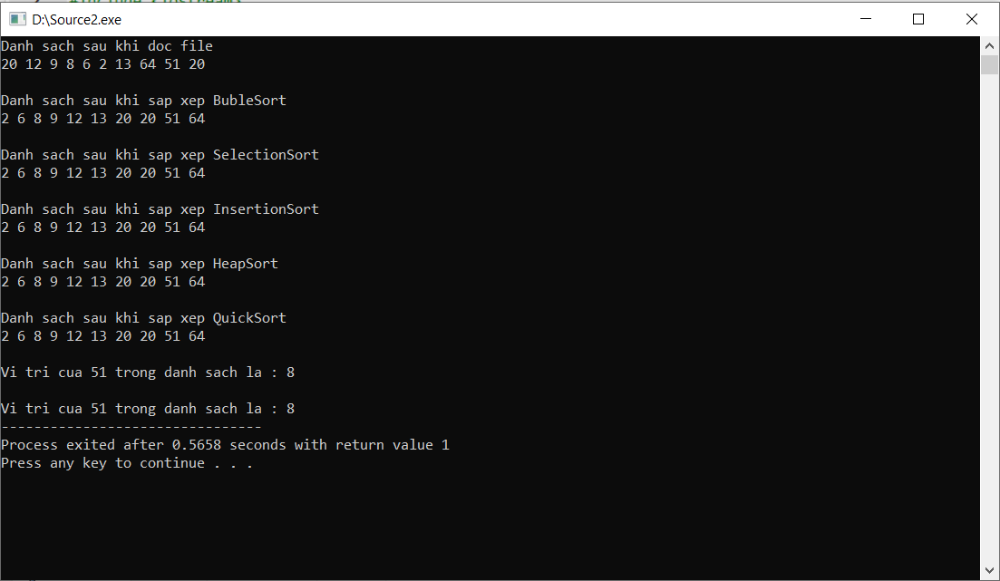 D:\Source2.exe
Danh sach sau khi doc file
20 12 9 8 6 2 13 64 51 20
Danh sach sau khi sap xep BubleSort
2 6 8 9 12 13 20 20 51 64
Danh sach sau khi sap xep SelectionSort
2 6 8 9 12 13 20 20 51 64
Danh sach sau khi sap xep InsertionSort
2 6 8 9 12 13 20 20 51 64
Danh sach sau khi sap xep HeapSort
2 6 8 9 12 13 20 20 51 64
Danh sach sau khi sap xep QuickSort
2 6 8 9 12 13 20 20 51 64
Vi tri cua 51 trong danh sach la : 8
Vi tri cua 51 trong danh sach la : 8
--------------------------------
Process exited after 0.5658 seconds with return value 1
Press any key to continue . . .